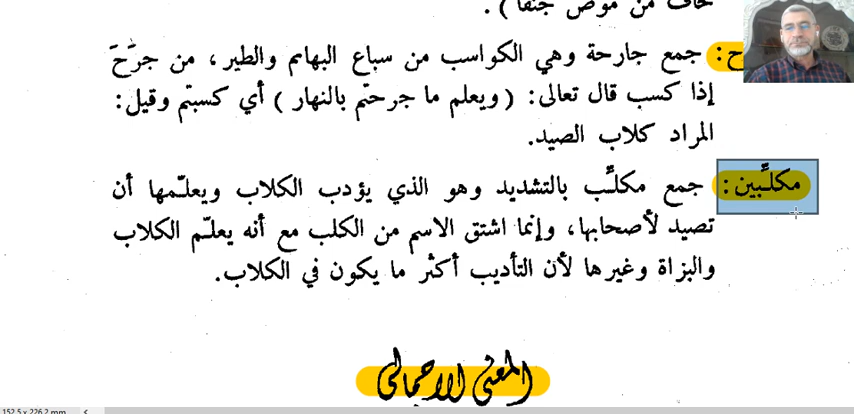 خاف من موص جنفا ) .
ح : جمع جارحة وهي الكواسب من سباع البهائم والطير ، من جرَحَ
إذا كسب قال تعالى : ( ويعلم ما جرحتم بالنهار ) أي كسبتم وقيل :
المراد كلاب الصيد .
مكلِّبين : جمع مكلِّب بالتشديد وهو الذي يؤدب الكلاب ويعلّمها أن
تصيد لأصحابها، وإنما اشتق الاسم من الكلب مع أنه يعلّم الكلاب
والبزاة وغيرها لأن التأديب أكثر ما يكون في الكلاب .
المعنى الاجمالى
152.5 x 226.2 mm